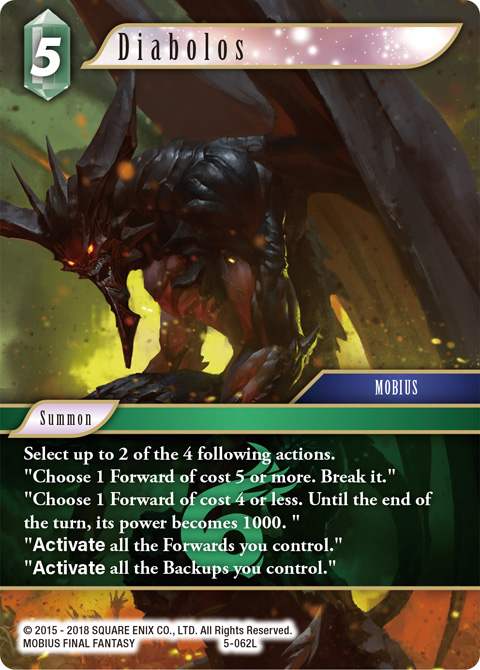 5
Diabolos
MOBIUS
Summon
Select up to 2 of the 4 following actions.
"Choose 1 Forward of cost 5 or more. Break it."
"Choose 1 Forward of cost 4 or less. Until the end of
the turn, its power becomes 1000. "
"Activate all the Forwards you control."
"Activate all the Backups you control."
© 2015 - 2018 SQUARE ENIX CO., LTD. All Rights Reserved.
MOBIUS FINAL FANTASY 5-062L